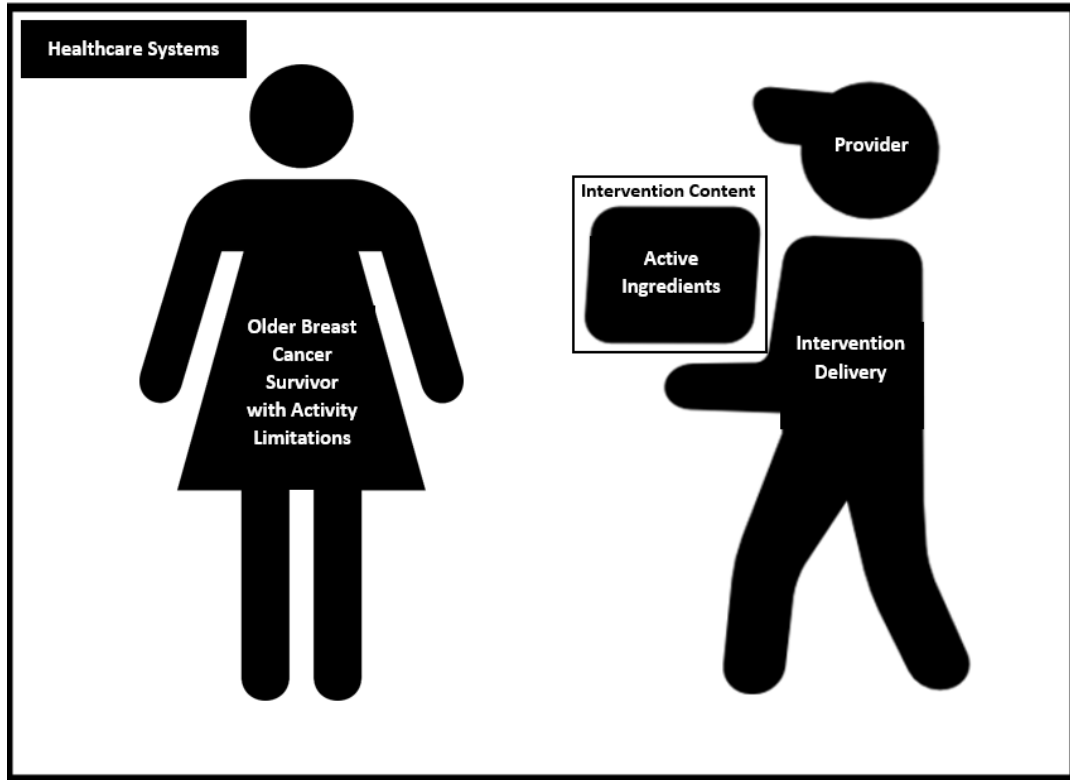 Healthcare Systems
Provider
Intervention Content
Active
Ingredients
Older Breast
Cancer
Survivor
with Activity
Limitations
Intervention
Delivery